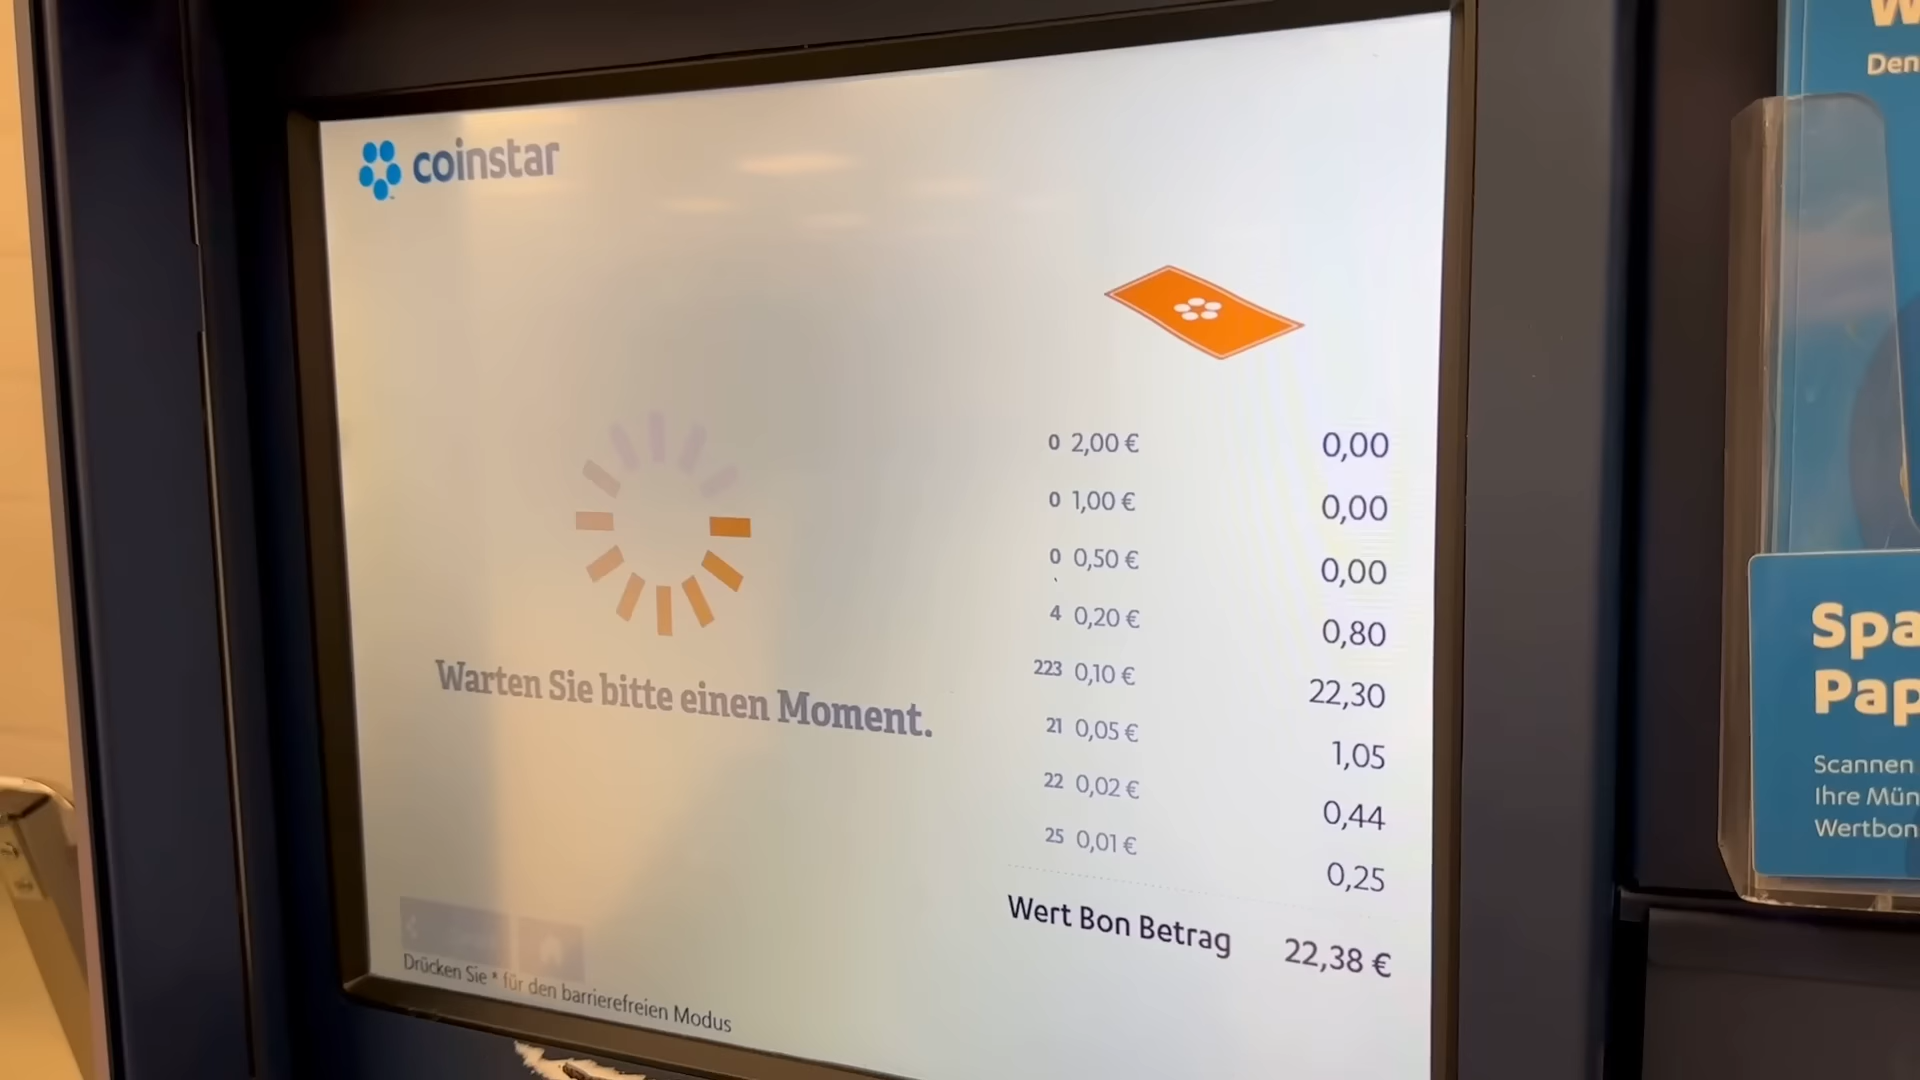 coinstar
0 2,00 € 0,00
0 1,00 € 0,00
0 0,50 € 0,00
4 0,20 € 0,80
223 0,10 € 22,30
21 0,05 € 1,05
22 0,02 € 0,44
25 0,01 € 0,25
Wert Bon Betrag 22,38 €
Warten Sie bitte einen Moment.
Drücken Sie * für den barrierefreien Modus
Den
Spa
Pap
Scannen
Ihre Mün
Wertbon